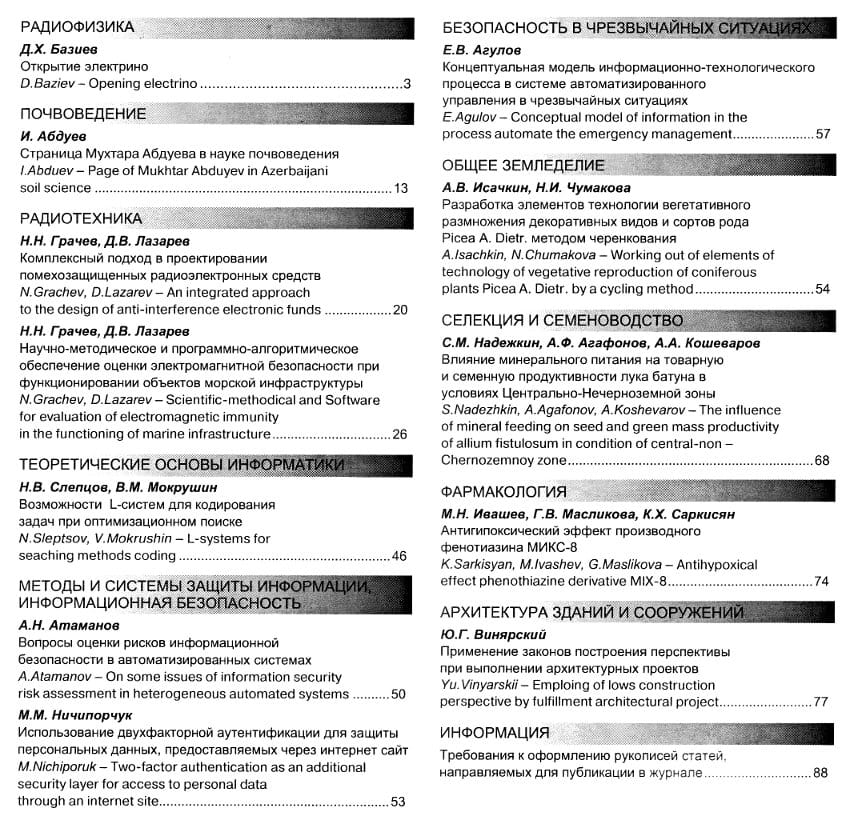 РАДИОФИЗИКА
Д.Х. Базиев
Открытие электрино
D.Baziev – Opening electrino ..................................................3
ПОЧВОВЕДЕНИЕ
И. Абдуев
Страница Мухтара Абдуева в науке почвоведения
I.Abduev – Page of Mukhtar Abduyev in Azerbaijani
soil science .......................................................................... 13
РАДИОТЕХНИКА
Н.Н. Грачев, Д.В. Лазарев
Комплексный подход в проектировании
помехозащищенных радиоэлектронных средств
N.Grachev, D.Lazarev – An integrated approach
to the design of anti-interference electronic funds .................20
Н.Н. Грачев, Д.В. Лазарев
Научно-методическое и программно-алгоритмическое
обеспечение оценки электромагнитной безопасности при
функционировании объектов морской инфраструктуры
N.Grachev, D.Lazarev – Scientific-methodical and Software
for evaluation of electromagnetic immunity
in the functioning of marine infrastructure.............................. 26
ТЕОРЕТИЧЕСКИЕ ОСНОВЫ ИНФОРМАТИКИ
Н.В. Слепцов, В.М. Мокрушин
Возможности L-систем для кодирования
задач при оптимизационном поиске
N.Sleptsov, V.Mokrushin – L-systems for
seaching methods coding ..................................................... 46
МЕТОДЫ И СИСТЕМЫ ЗАЩИТЫ ИНФОРМАЦИИ,
ИНФОРМАЦИОННАЯ БЕЗОПАСНОСТЬ
А.Н. Атаманов
Вопросы оценки рисков информационной
безопасности в автоматизированных системах
A.Atamanov – On some issues of information security
risk assessment in heterogeneous automated systems ..........50
М.М. Ничипорчук
Использование двухфакторной аутентификации для защиты
персональных данных, предоставляемых через интернет сайт
M.Nichiporuk – Two-factor authentication as an additional
security layer for access to personal data
through an internet site......................................................... 53
БЕЗОПАСНОСТЬ В ЧРЕЗВЫЧАЙНЫХ СИТУАЦИЯХ
Е.В. Агулов
Концептуальная модель информационно-технологического
процесса в системе автоматизированного
управления в чрезвычайных ситуациях
E.Agulov – Conceptual model of information in the
process automate the emergency management.................... 57
ОБЩЕЕ ЗЕМЛЕДЕЛИЕ
А.В. Исачкин, Н.И. Чумакова
Разработка элементов технологии вегетативного
размножения декоративных видов и сортов рода
Picea A. Dietr. методом черенкования
A.Isachkin, N.Chumakova – Working out of elements of
technology of vegetative reproduction of coniferous
plants Picea A. Dietr. by a cycling method............................. 54
СЕЛЕКЦИЯ И СЕМЕНОВОДСТВО
С.М. Надежкин, А.Ф. Агафонов, А.А. Кошеваров
Влияние минерального питания на товарную
и семенную продуктивности лука батуна в
условиях Центрально-Нечерноземной зоны
S.Nadezhkin, A.Agafonov, A.Koshevarov – The influence
of mineral feeding on seed and green mass productivity
of allium fistulosum in condition of central-non –
Chernozemnoy zone............................................................. 68
ФАРМАКОЛОГИЯ
М.Н. Ивашев, Г.В. Масликова, К.Х. Саркисян
Антигипоксический эффект производного
фенотиазина МИКС-8
K.Sarkisyan, M.Ivashev, G.Maslikova – Antihypoxical
effect phenothiazine derivative MIX-8.................................... 74
АРХИТЕКТУРА ЗДАНИЙ И СООРУЖЕНИЙ
Ю.Г. Винярский
Применение законов построения перспективы
при выполнении архитектурных проектов
Yu.Vinyarskii – Emploing of lows construction
perspective by fulfillment architectural project....................... 77
ИНФОРМАЦИЯ
Требования к оформлению рукописей статей,
направляемых для публикации в журнале........................... 88